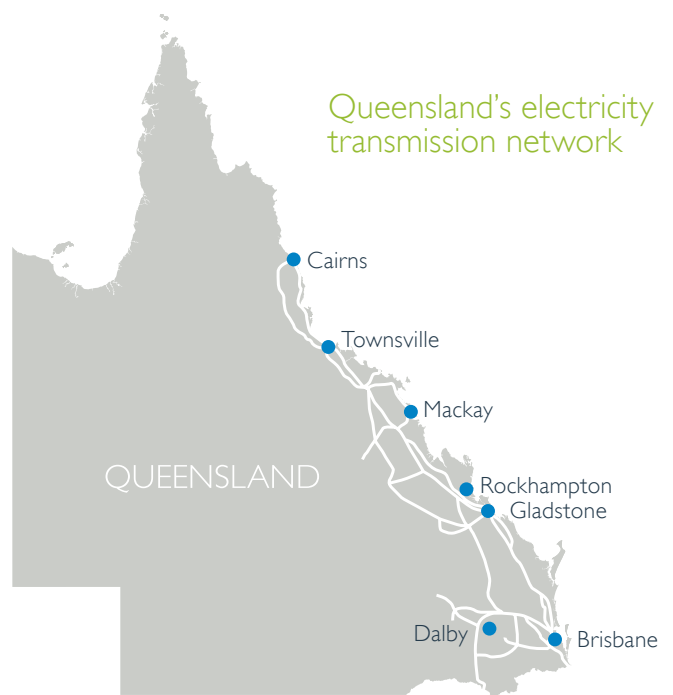 Queensland's electricity
transmission network
Cairns
Townsville
Mackay
QUEENSLAND
Rockhampton
Gladstone
Dalby
Brisbane